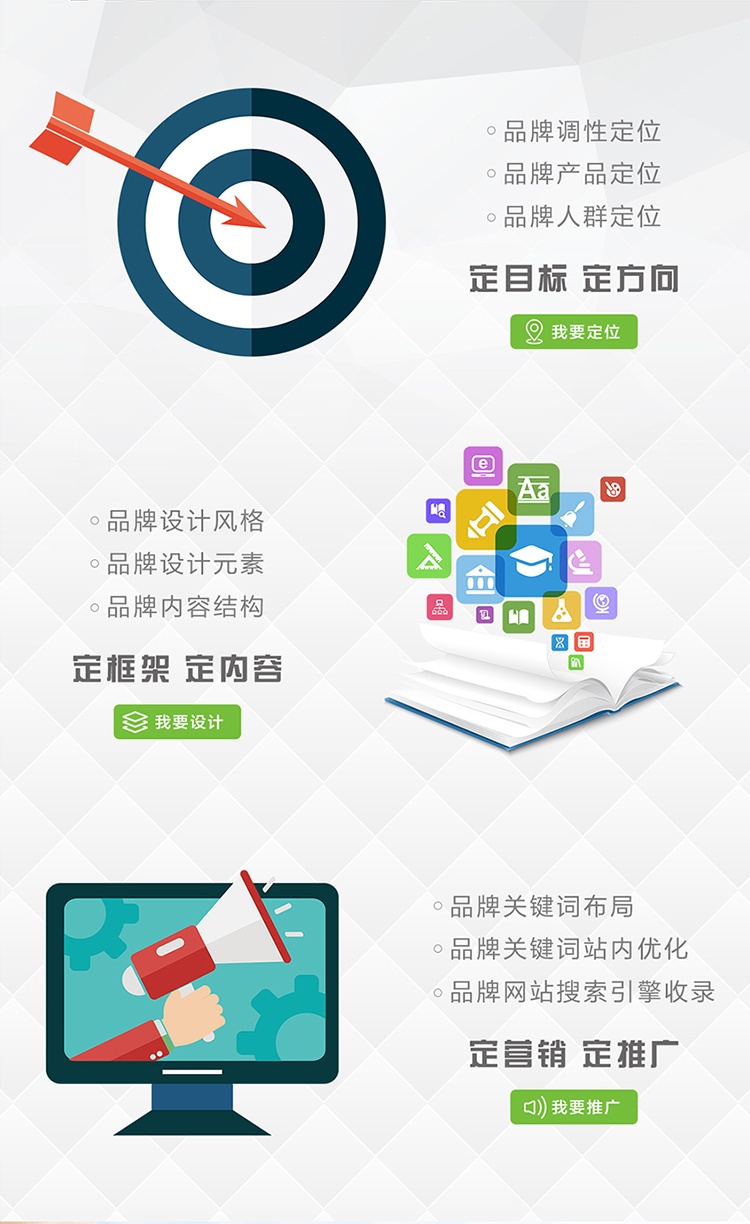 品牌调性定位
品牌产品定位
品牌人群定位
定目标 定方向
我要定位
e
Aa
品牌设计风格
品牌设计元素
品牌内容结构
定框架 定内容
我要设计
品牌关键词布局
品牌关键词站内优化
品牌网站搜索引擎收录
定营销 定推广
我要推广